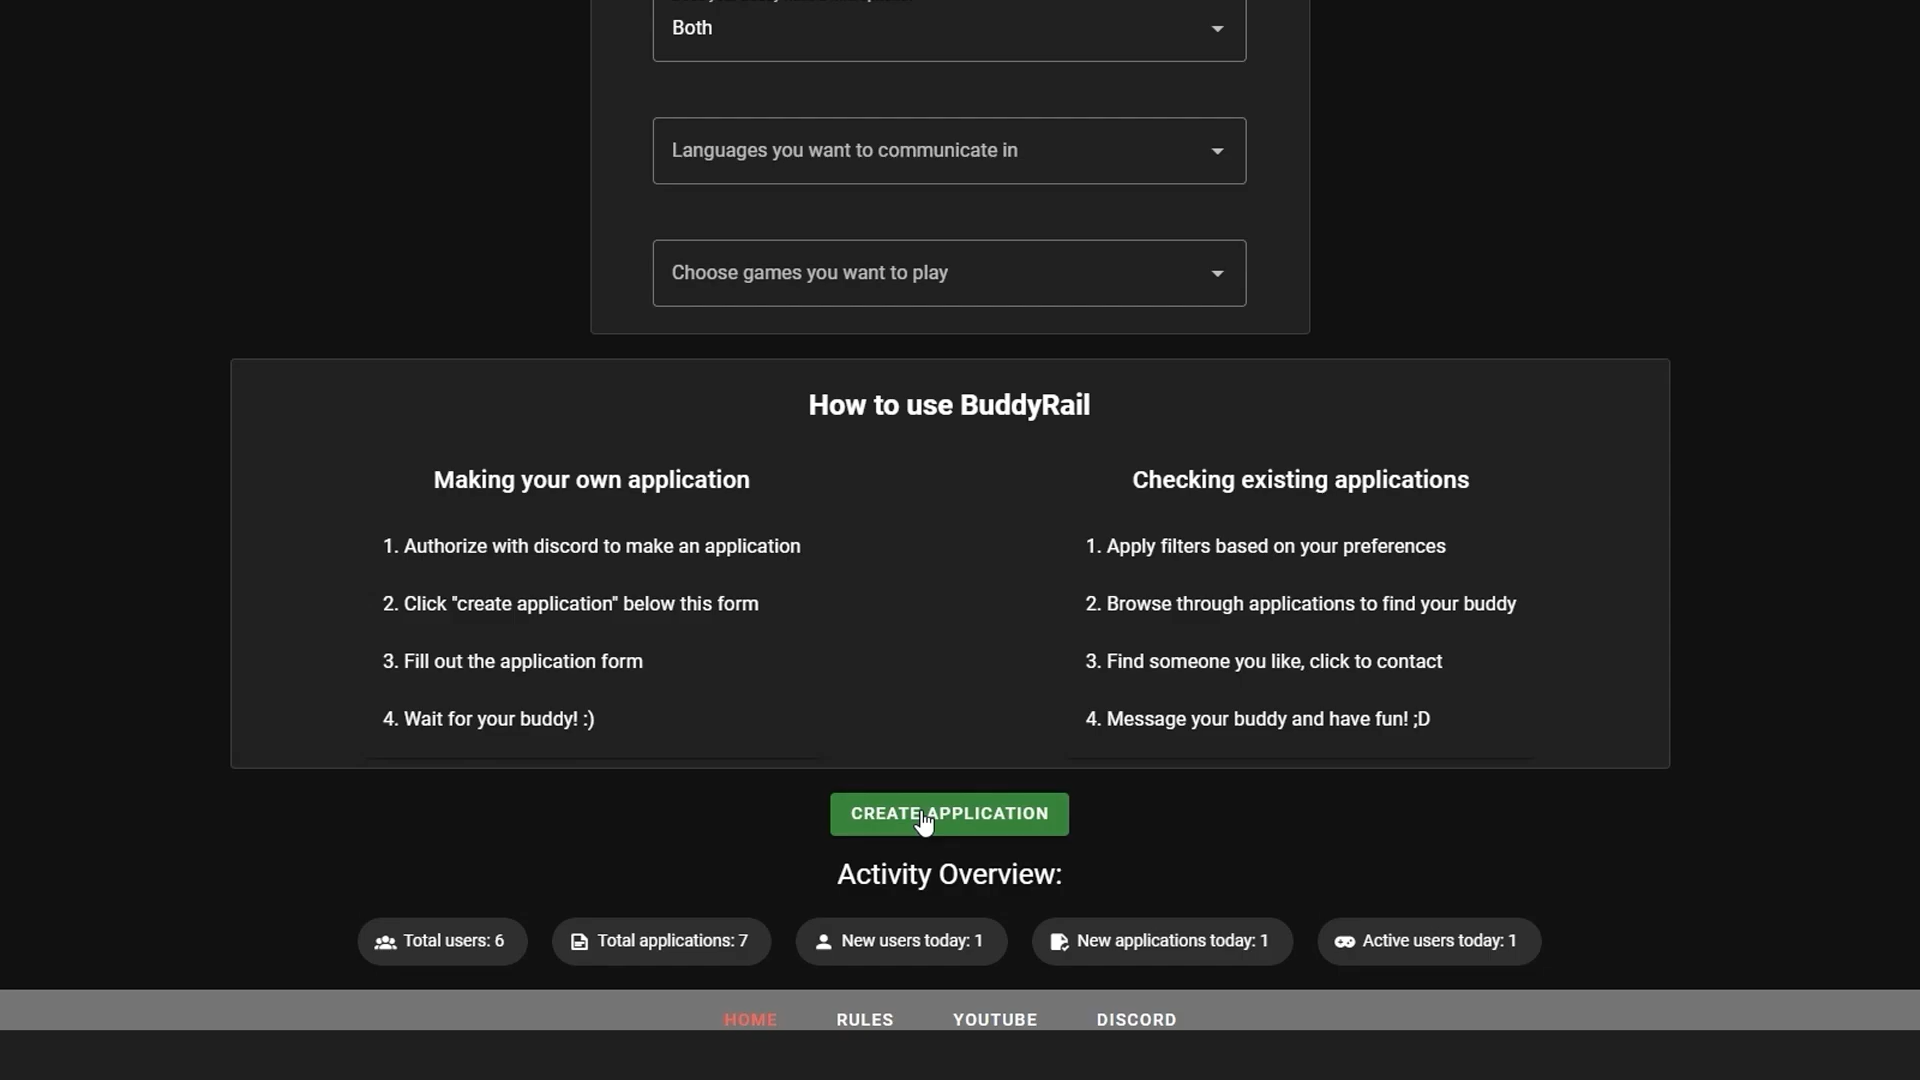 Both
Languages you want to communicate in
Choose games you want to play
How to use BuddyRail
Making your own application
1. Authorize with discord to make an application
2. Click "create application" below this form
3. Fill out the application form
4. Wait for your buddy! :)
Checking existing applications
1. Apply filters based on your preferences
2. Browse through applications to find your buddy
3. Find someone you like, click to contact
4. Message your buddy and have fun! ;D
CREATE APPLICATION
Activity Overview:
Total users: 6
Total applications: 7
New users today: 1
New applications today: 1
Active users today: 1
HOME
RULES
YOUTUBE
DISCORD